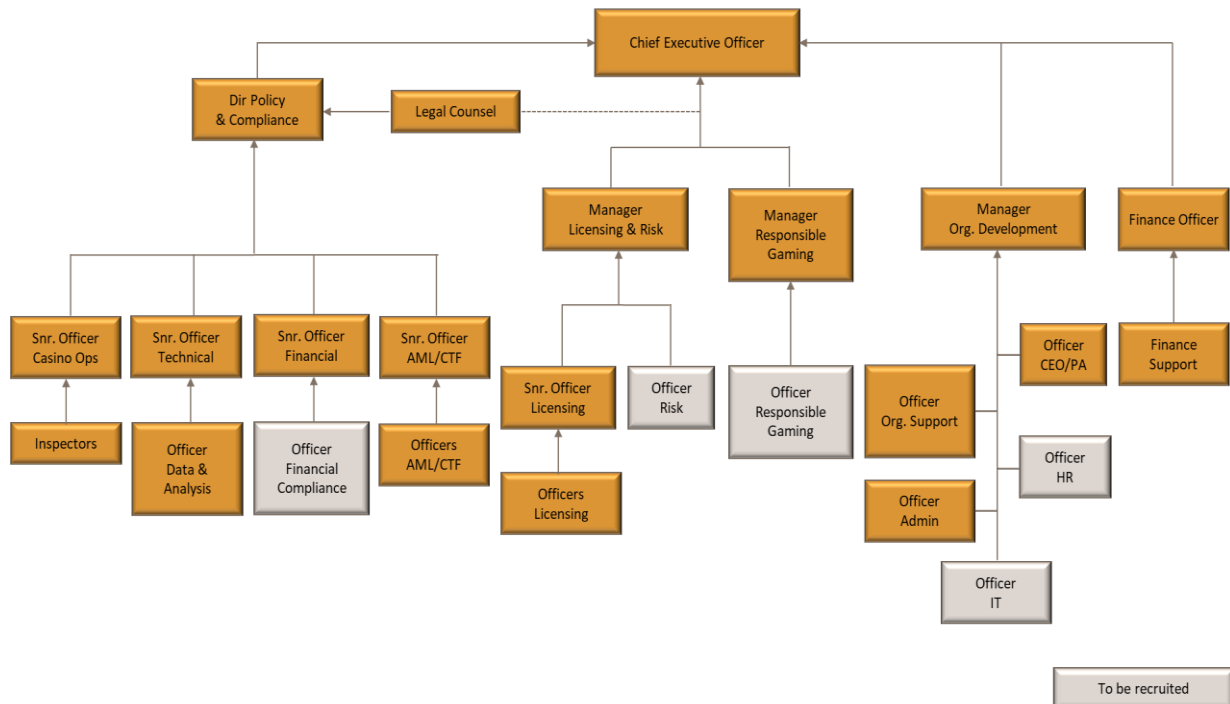 Chief Executive Officer
Dir Policy
& Compliance
Legal Counsel
Manager
Licensing & Risk
Manager
Responsible
Gaming
Manager
Org. Development
Finance Officer
Snr. Officer
Casino Ops
Snr. Officer
Technical
Snr. Officer
Financial
Snr. Officer
AML/CTF
Officer
CEO/PA
Finance
Support
Snr. Officer
Licensing
Officer
Risk
Officer
Responsible
Gaming
Officer
Org. Support
Inspectors
Officer
Data &
Analysis
Officer
Financial
Compliance
Officers
AML/CTF
Officer
HR
Officers
Licensing
Officer
Admin
Officer
IT
To be recruited